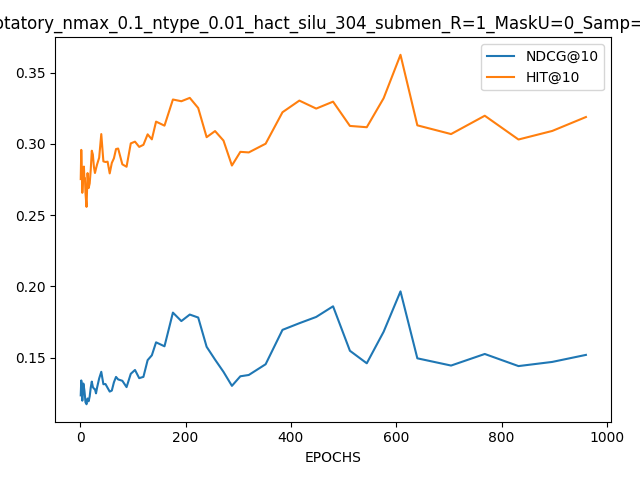 otatory_nmax_0.1_ntype_0.01_hact_silu_304_submen_R=1_MaskU=0_Samp=
NDCG@10
HIT@10
0.35
0.30
0.25
0.20
0.15
0 200 400 600 800 1000
EPOCHS